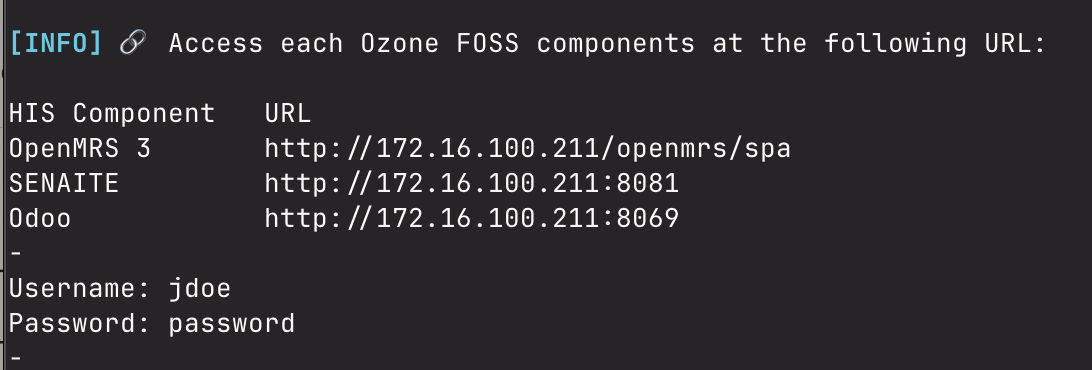 [INFO] 🔗 Access each Ozone FOSS components at the following URL:
HIS Component URL
OpenMRS 3 http://172.16.100.211/openmrs/spa
SENAITE http://172.16.100.211:8081
Odoo http://172.16.100.211:8069
-
Username: jdoe
Password: password
-